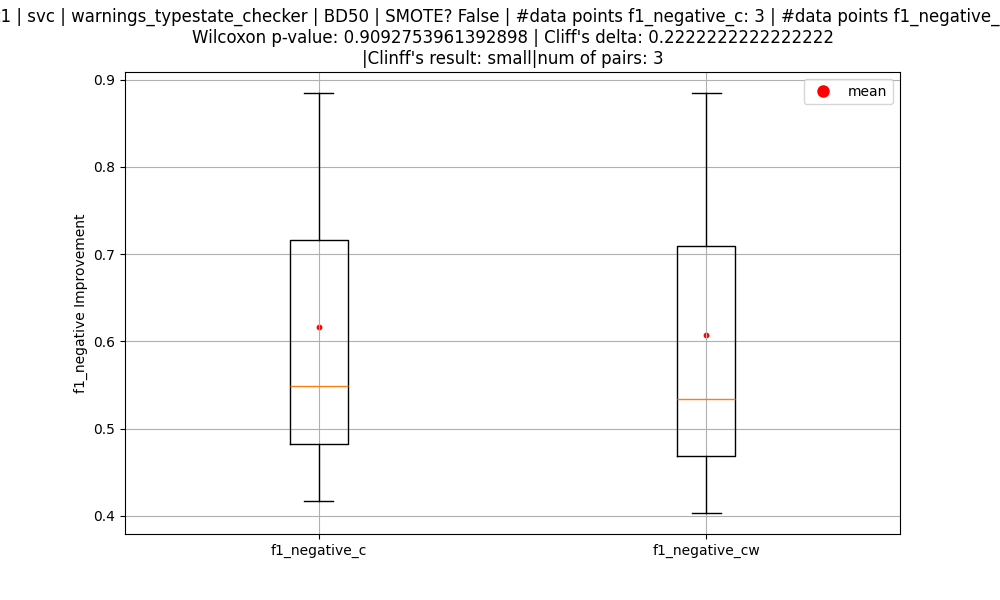 1 | svc | warnings_typestate_checker | BD50 | SMOTE? False | #data points f1_negative_c: 3 | #data points f1_negative_
Wilcoxon p-value: 0.9092753961392898 | Cliff's delta: 0.2222222222222222
|Clinff's result: small|num of pairs: 3
mean
0.9
0.8
0.7
0.6
0.5
0.4
f1_negative Improvement
f1_negative_c
f1_negative_cw